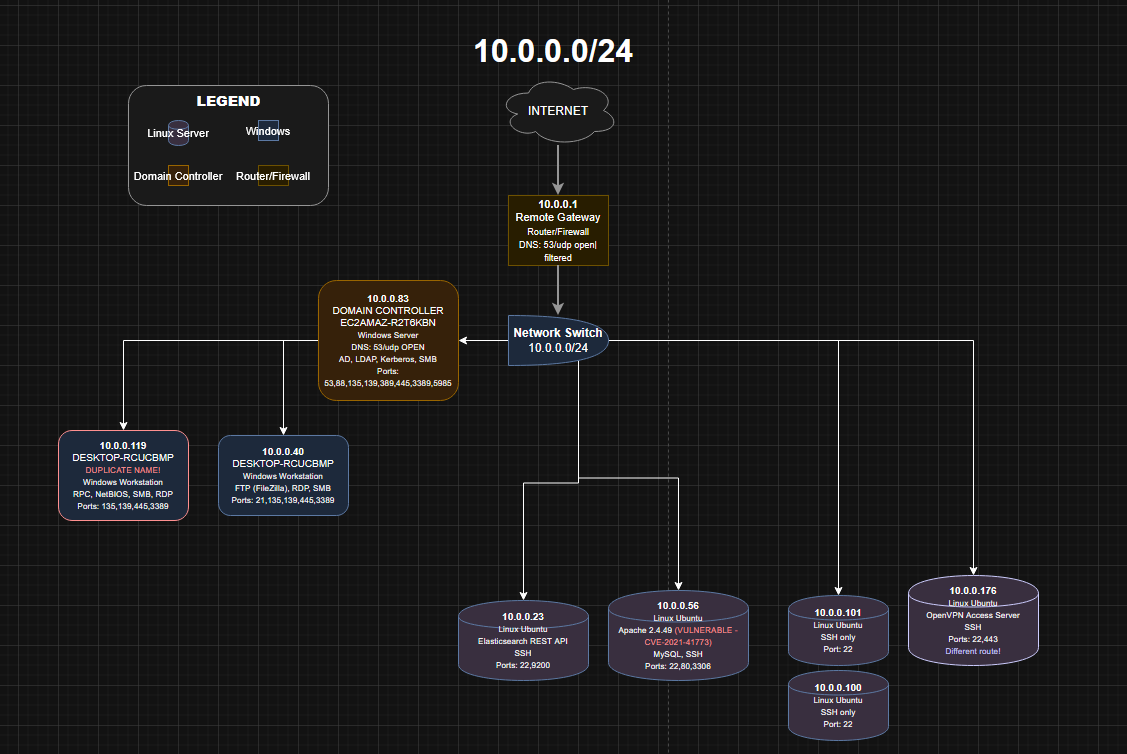 10.0.0.0/24
LEGEND
Linux Server
Windows
Domain Controller
Router/Firewall
INTERNET
10.0.0.1
Remote Gateway
Router/Firewall
DNS: 53/udp open|
filtered
10.0.0.83
DOMAIN CONTROLLER
EC2AMAZ-R2T6KBN
Windows Server
DNS: 53/udp OPEN
AD, LDAP, Kerberos, SMB
Ports:
53,88,135,139,389,445,3389,5985
Network Switch
10.0.0.0/24
10.0.0.119
DESKTOP-RCUCBMP
DUPLICATE NAME!
Windows Workstation
RPC, NetBIOS, SMB, RDP
Ports: 135,139,445,3389
10.0.0.40
DESKTOP-RCUCBMP
Windows Workstation
FTP (FileZilla), RDP, SMB
Ports: 21,135,139,445,3389
10.0.0.23
Linux Ubuntu
Elasticsearch REST API
SSH
Ports: 22,9200
10.0.0.56
Linux Ubuntu
Apache 2.4.49 (VULNERABLE -
CVE-2021-41773)
MySQL, SSH
Ports: 22,80,3306
10.0.0.101
Linux Ubuntu
SSH only
Port: 22
10.0.0.100
Linux Ubuntu
SSH only
Port: 22
10.0.0.176
Linux Ubuntu
OpenVPN Access Server
SSH
Ports: 22,443
Different route!